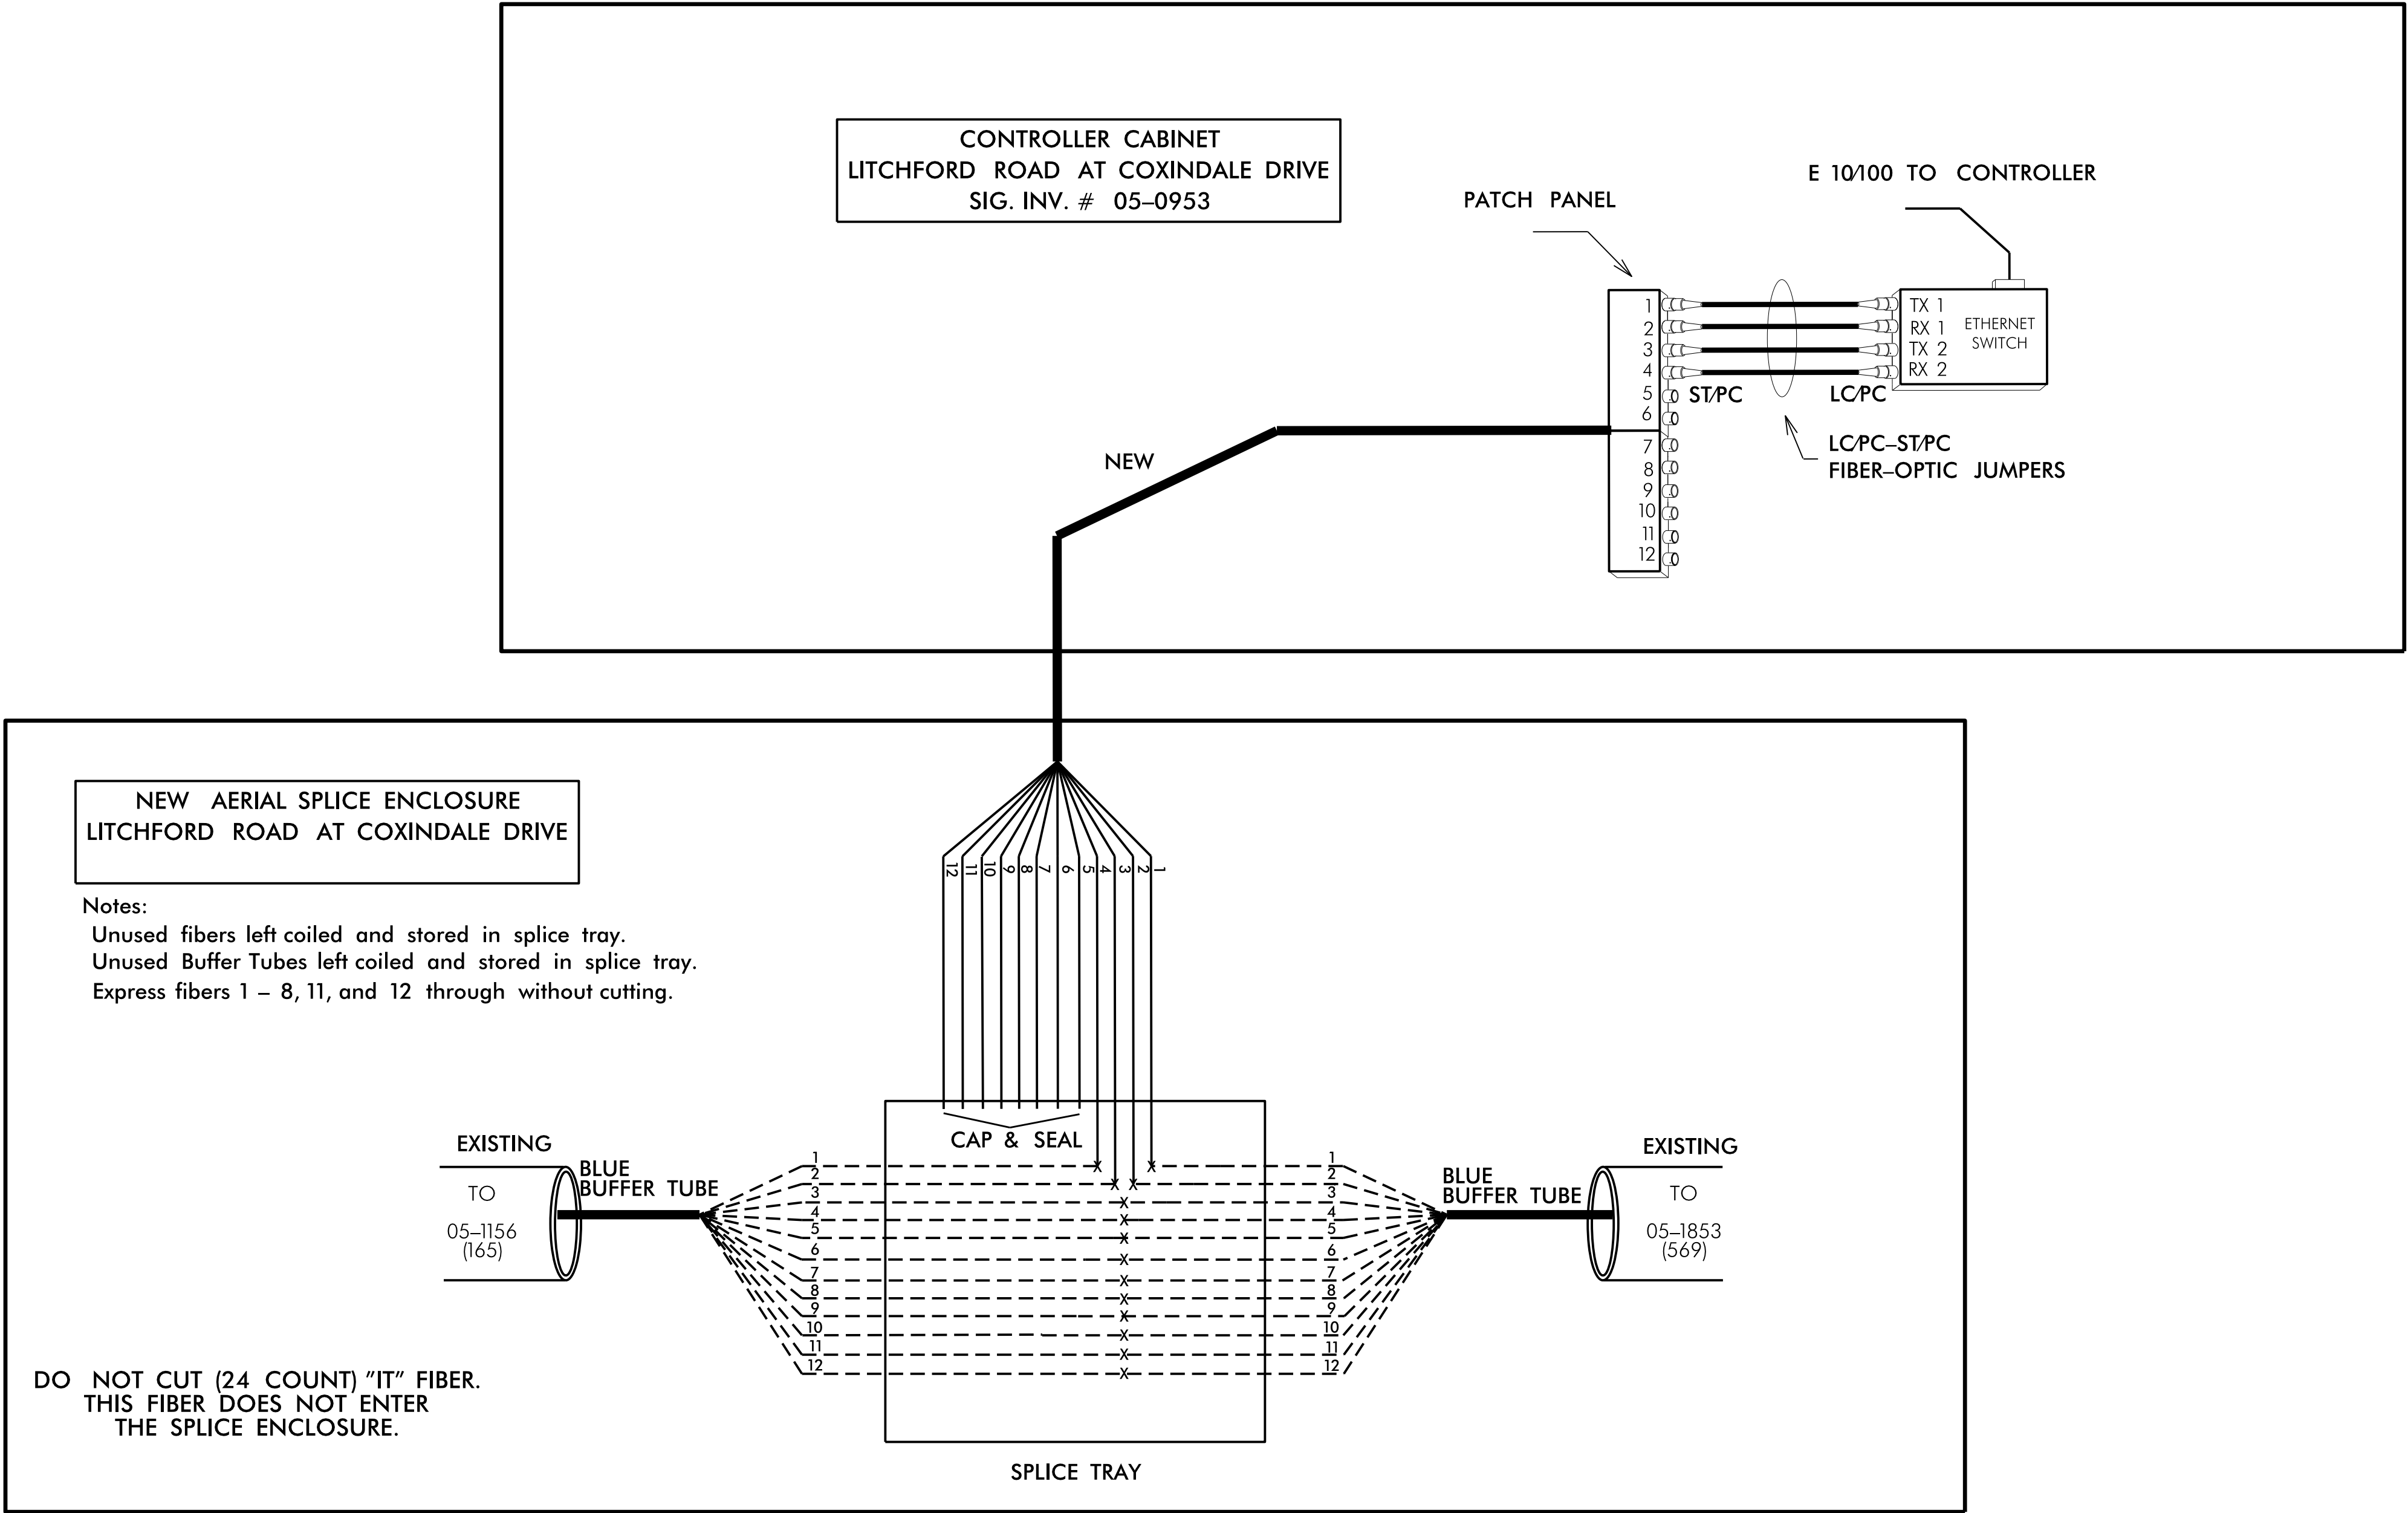 CONTROLLER CABINET
LITCHFORD ROAD AT COXINDALE DRIVE
SIG. INV. # 05–0953
E 10/100 TO CONTROLLER
PATCH PANEL
1
2
3
4
5
6
7
8
9
10
11
12
TX 1
RX 1
TX 2
RX 2
ETHERNET
SWITCH
ST/PC
LC/PC
LC/PC–ST/PC
FIBER–OPTIC JUMPERS
NEW
NEW AERIAL SPLICE ENCLOSURE
LITCHFORD ROAD AT COXINDALE DRIVE
Notes:
Unused fibers left coiled and stored in splice tray.
Unused Buffer Tubes left coiled and stored in splice tray.
Express fibers 1 – 8, 11, and 12 through without cutting.
12 11 10 9 8 7 6 5 4 3 2 1
CAP & SEAL
EXISTING
TO
05–1156
(165)
BLUE
BUFFER TUBE
1
2
3
4
5
6
7
8
9
10
11
12
X X
X X
X
X
X
X
X
X
X
X
X
X
1
2
3
4
5
6
7
8
9
10
11
12
BLUE
BUFFER TUBE
EXISTING
TO
05–1853
(569)
DO NOT CUT (24 COUNT) "IT" FIBER.
THIS FIBER DOES NOT ENTER
THE SPLICE ENCLOSURE.
SPLICE TRAY